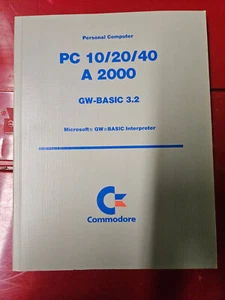 Personal Computer
PC 10/20/40
A 2000
GW-BASIC 3.2
Microsoft® GW®BASIC Interpreter
Commodore